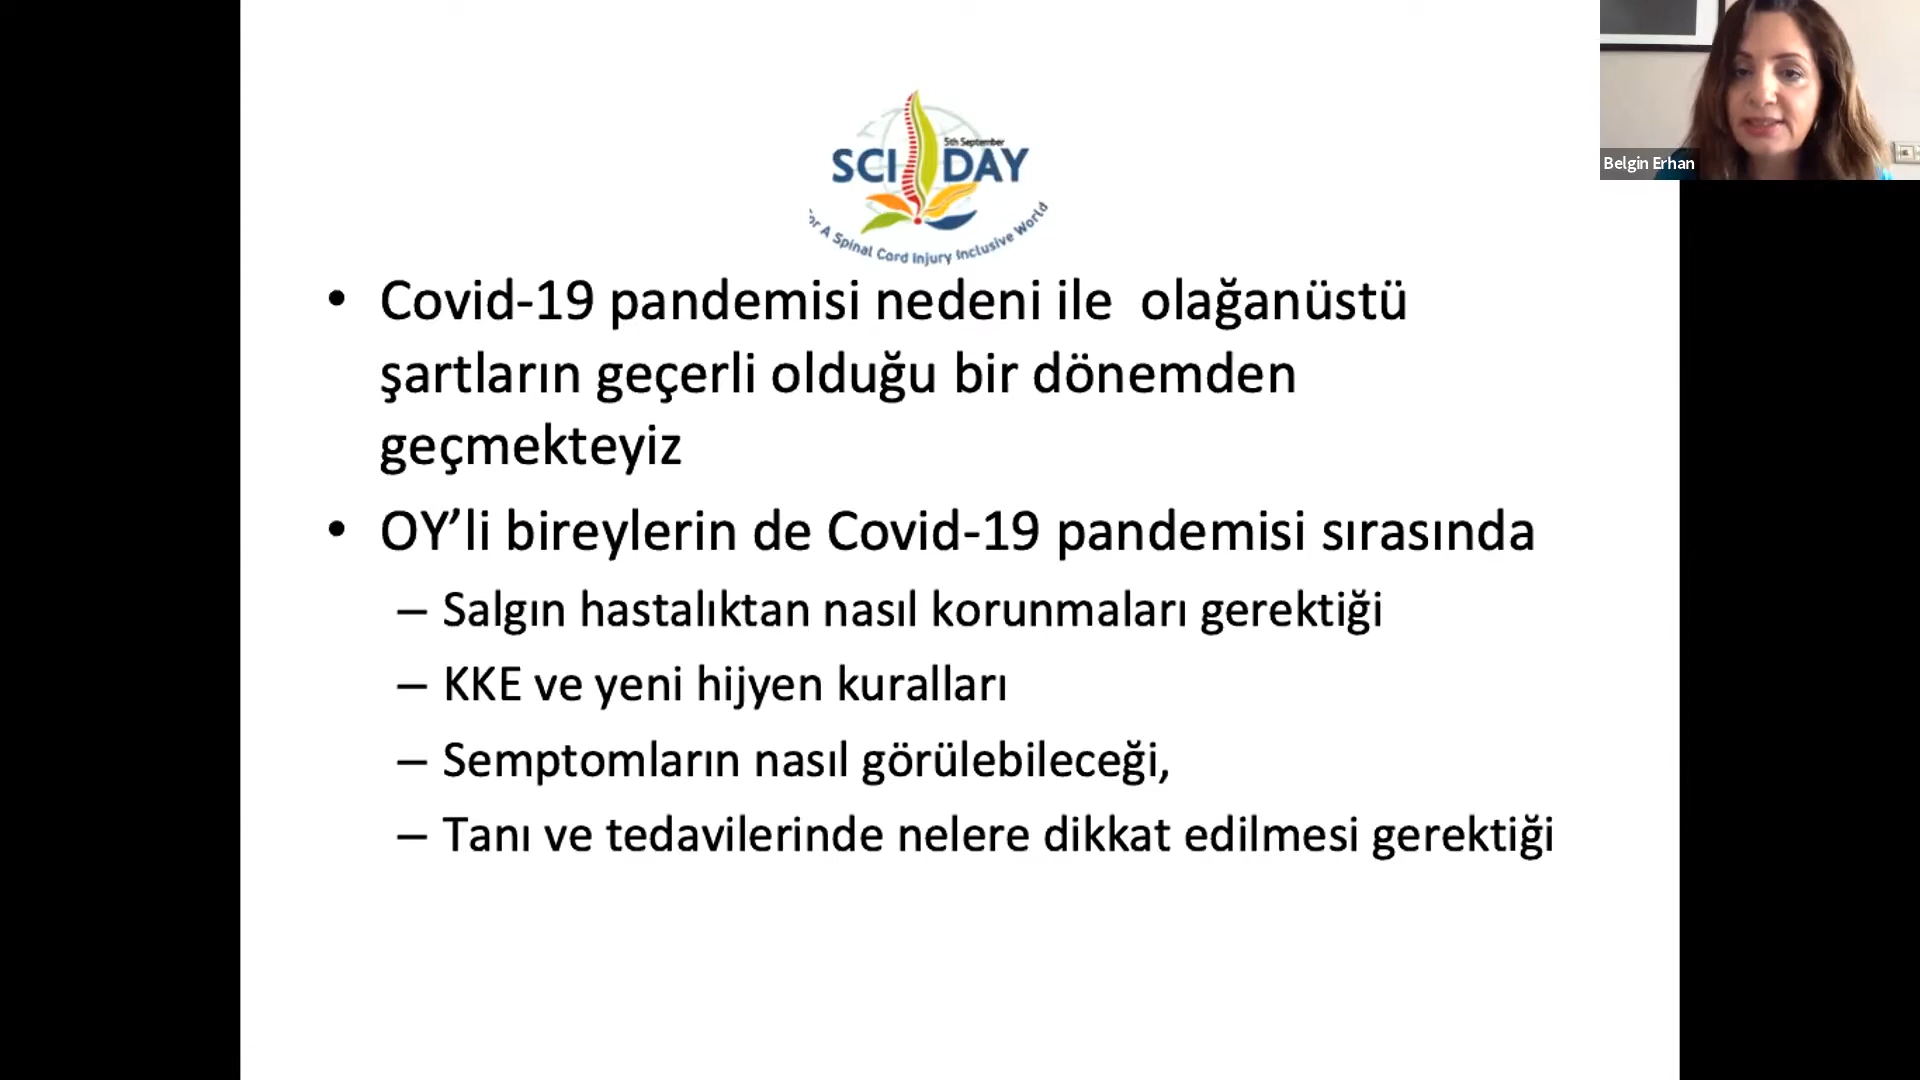 5th September
SCI DAY
For A Spinal Cord Injury Inclusive World
Belgin Erhan
• Covid-19 pandemisi nedeni ile olağanüstü
şartların geçerli olduğu bir dönemden
geçmekteyiz
• OY’li bireylerin de Covid-19 pandemisi sırasında
– Salgın hastalıktan nasıl korunmaları gerektiği
– KKE ve yeni hijyen kuralları
– Semptomların nasıl görülebileceği,
– Tanı ve tedavilerinde nelere dikkat edilmesi gerektiği